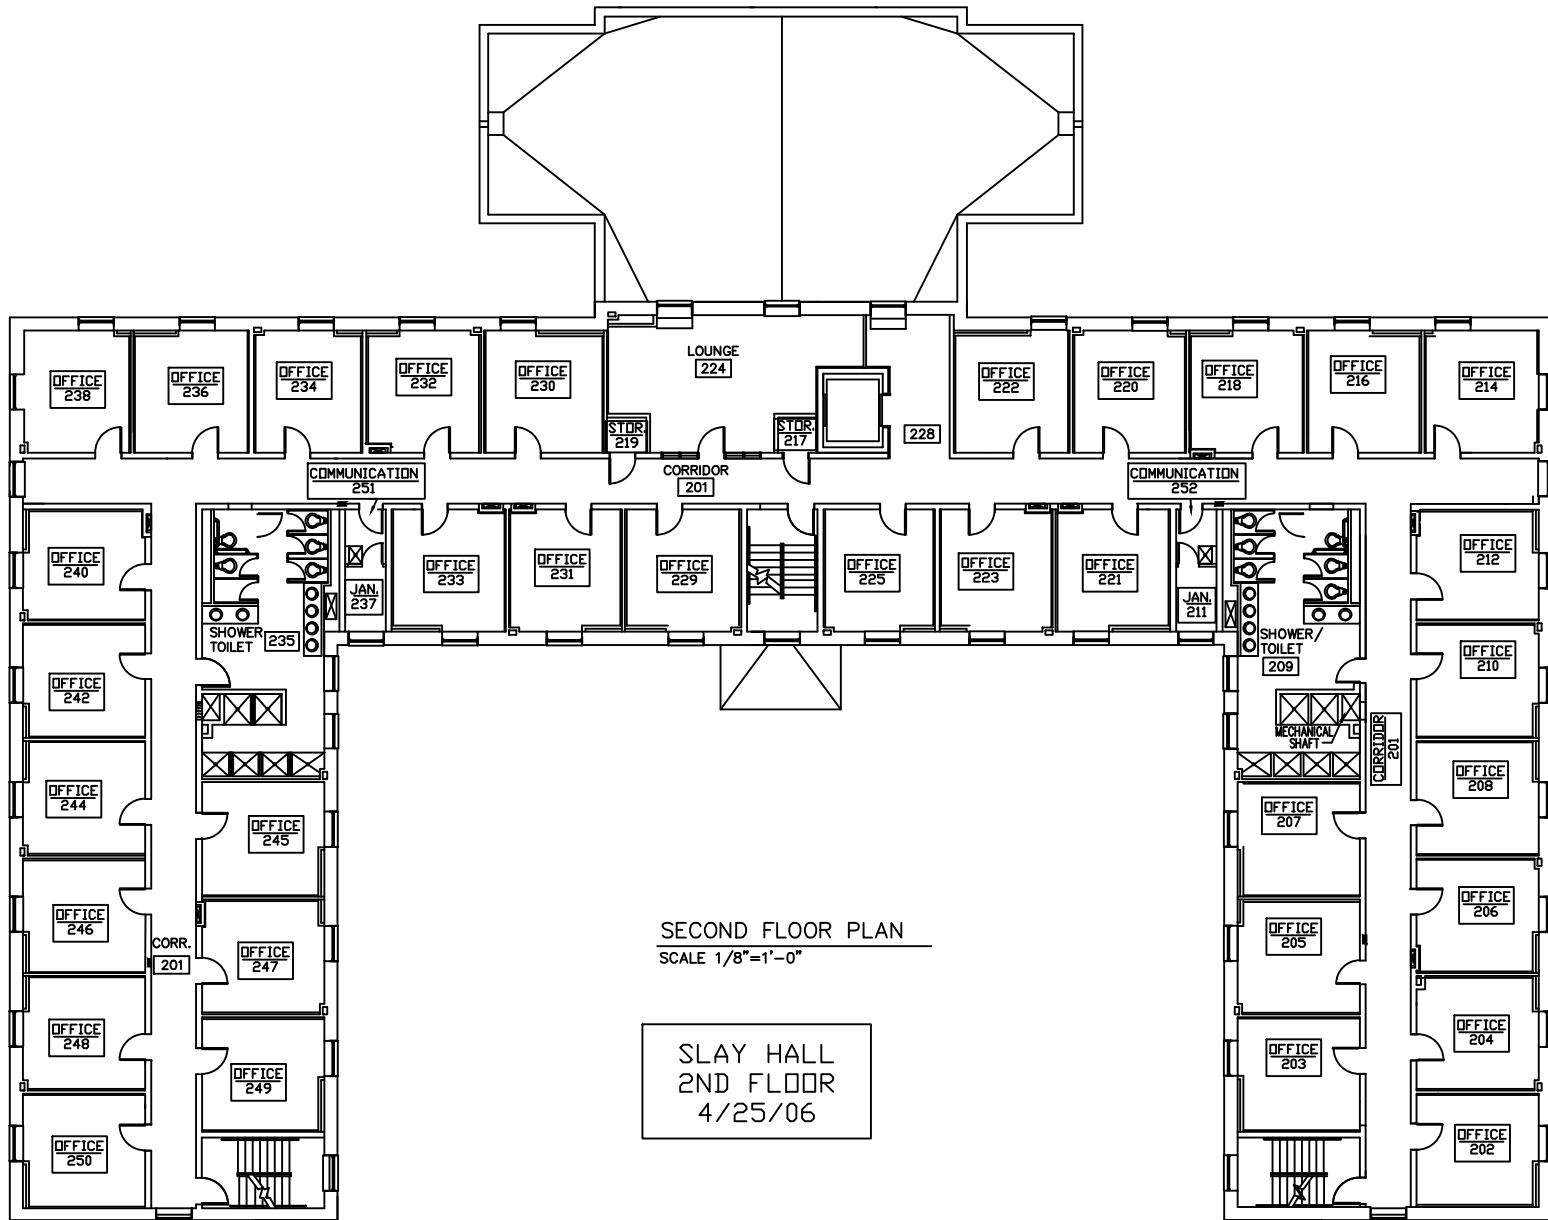 LOUNGE
224
OFFICE
238
OFFICE
236
OFFICE
234
OFFICE
232
OFFICE
230
OFFICE
222
OFFICE
220
OFFICE
218
OFFICE
216
OFFICE
214
STOR.
219
STOR.
217
228
COMMUNICATION
251
CORRIDOR
201
COMMUNICATION
252
OFFICE
240
OFFICE
233
OFFICE
231
OFFICE
229
OFFICE
225
OFFICE
223
OFFICE
221
OFFICE
212
JAN.
237
JAN.
211
SHOWER
TOILET
235
SHOWER/
TOILET
209
OFFICE
242
OFFICE
210
MECHANICAL
SHAFT
CORRIDOR
201
OFFICE
244
OFFICE
245
OFFICE
207
OFFICE
208
OFFICE
246
CORR.
201
OFFICE
247
OFFICE
205
OFFICE
206
SECOND FLOOR PLAN
SCALE 1/8"=1'-0"
OFFICE
248
OFFICE
249
OFFICE
203
OFFICE
204
SLAY HALL
2ND FLOOR
4/25/06
OFFICE
250
OFFICE
202